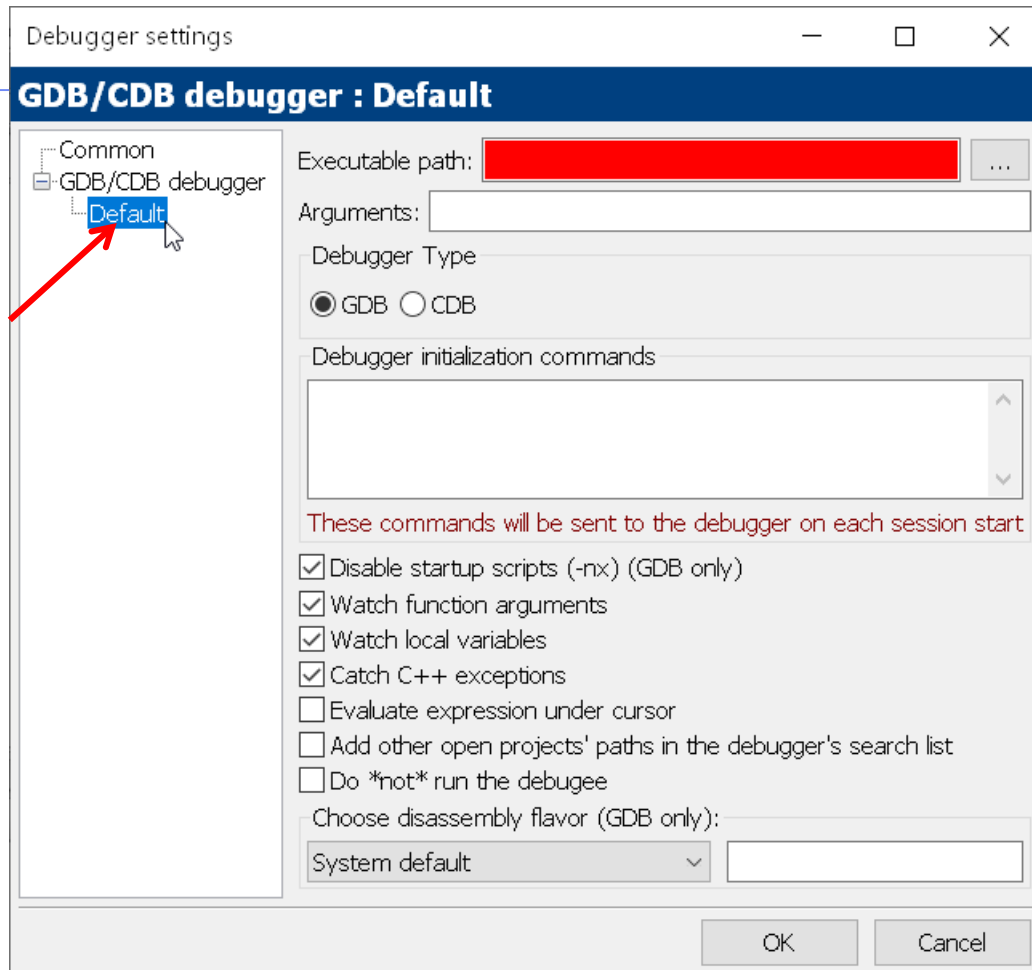 Debugger settings
GDB/CDB debugger : Default
Common
GDB/CDB debugger
Default
Executable path:
...
Arguments:
Debugger Type
GDB CDB
Debugger initialization commands
These commands will be sent to the debugger on each session start
Disable startup scripts (-nx) (GDB only)
Watch function arguments
Watch local variables
Catch C++ exceptions
Evaluate expression under cursor
Add other open projects' paths in the debugger's search list
Do *not* run the debugee
Choose disassembly flavor (GDB only):
System default
OK Cancel